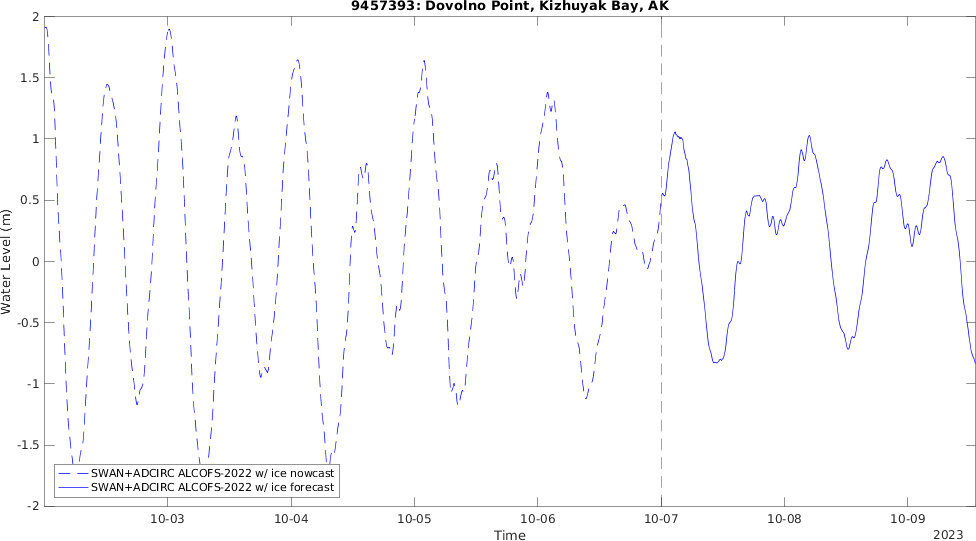 9457393: Dovolno Point, Kizhuyak Bay, AK
2
1.5
1
0.5
0
-0.5
-1
-1.5
-2
Water Level (m)
SWAN+ADCIRC ALCOFS-2022 w/ ice nowcast
SWAN+ADCIRC ALCOFS-2022 w/ ice forecast
10-03 10-04 10-05 10-06 10-07 10-08 10-09
Time
2023